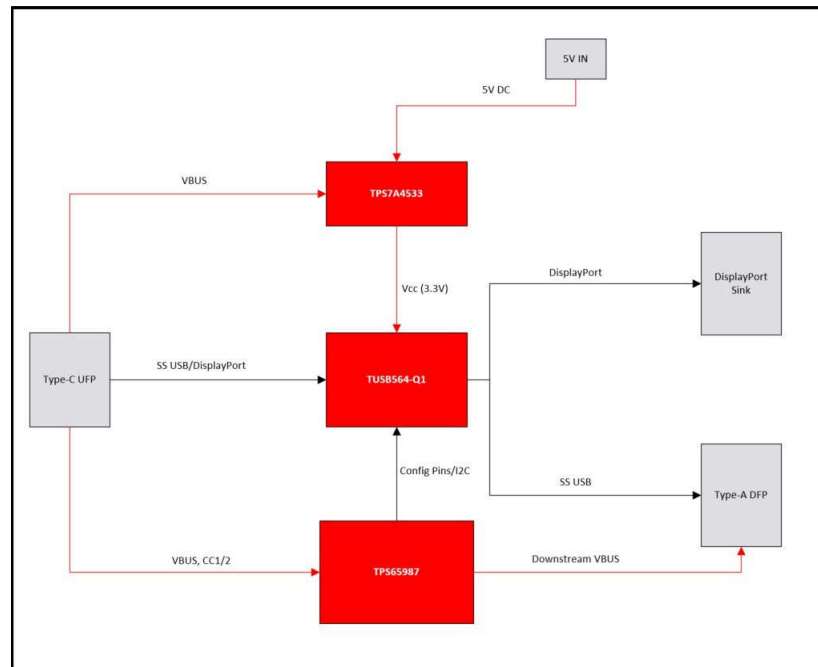 5V IN
5V DC
VBUS
TPS7A4533
DisplayPort
DisplayPort
Sink
Vcc (3.3V)
Type-C UFP
SS USB/DisplayPort
TUSB564-Q1
Config Pins/I2C
SS USB
Type-A DFP
VBUS, CC1/2
TPS65987
Downstream VBUS